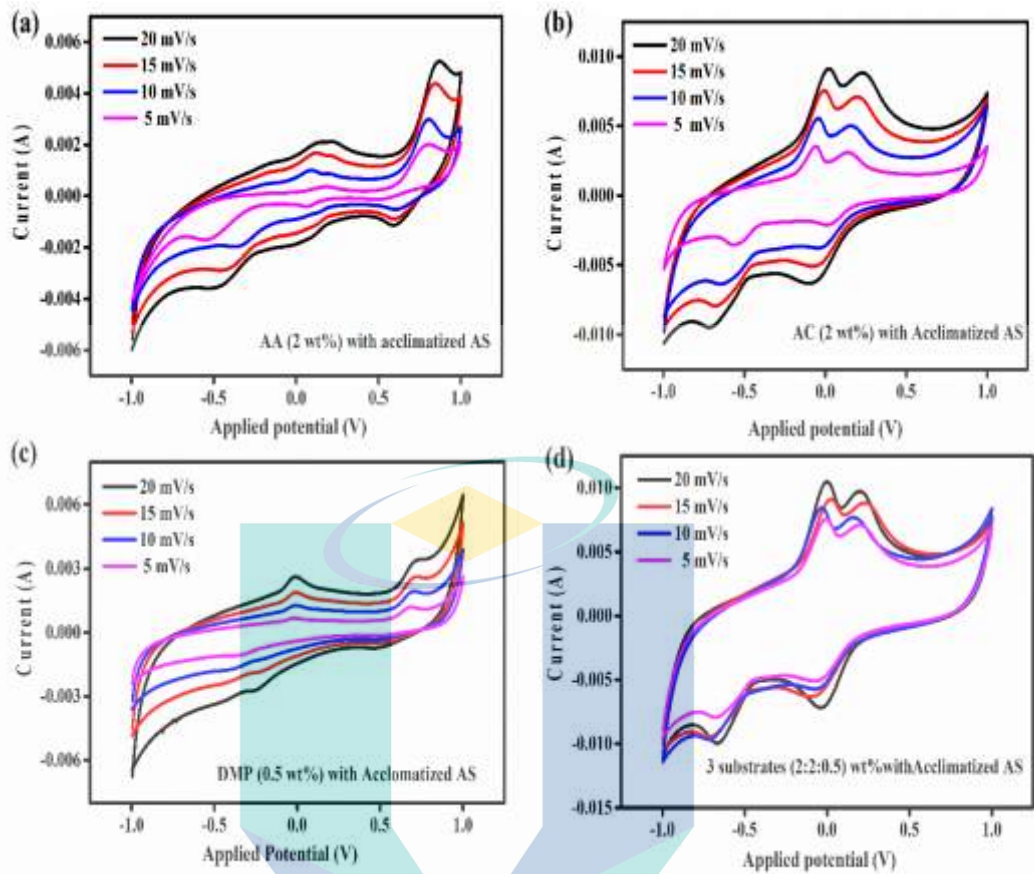 (a)
20 mV/s
15 mV/s
10 mV/s
5 mV/s
0.006
0.004
0.002
0.000
-0.002
-0.004
-0.006
Current (A)
AA (2 wt%) with acclimatized AS
-1.0 -0.5 0.0 0.5 1.0
Applied potential (V)
(b)
20 mV/s
15 mV/s
10 mV/s
5 mV/s
0.010
0.005
0.000
-0.005
-0.010
Current (A)
AC (2 wt%) with Acclimatized AS
-1.0 -0.5 0.0 0.5 1.0
Applied potential (V)
(c)
20 mV/s
15 mV/s
10 mV/s
5 mV/s
0.006
0.003
0.000
-0.003
-0.006
Current (A)
DMP (0.5 wt%) with Acclomatized AS
-1.0 -0.5 0.0 0.5 1.0
Applied Potential (V)
(d)
20 mV/s
15 mV/s
10 mV/s
5 mV/s
0.010
0.005
0.000
-0.005
-0.010
-0.015
Current (A)
3 substrates (2:2:0.5) wt%withAcclimatized AS
-1.0 -0.5 0.0 0.5 1.0
Applied potential (V)